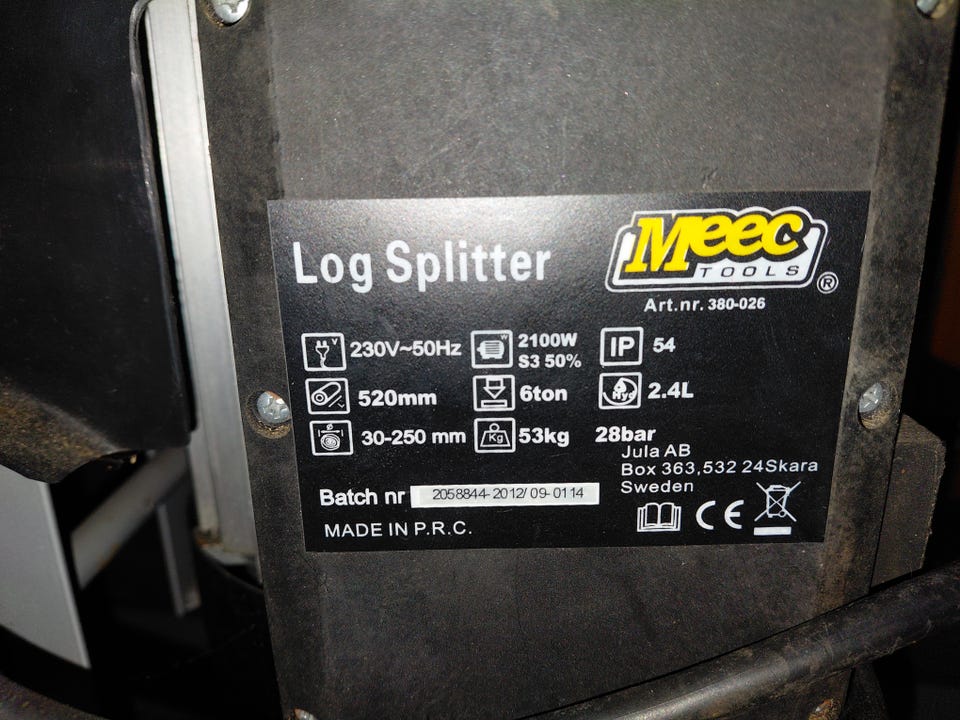 Log Splitter
Meec
TOOLS
®
Art.nr. 380-026
V
230V~50Hz
W
2100W
S3 50%
IP
54
520mm
6ton
Hyd
2.4L
Ø
30-250 mm
Kg
53kg
28bar
Jula AB
Box 363,532 24Skara
Sweden
Batch nr 2058844-2012/09-0114
CE
MADE IN P.R.C.